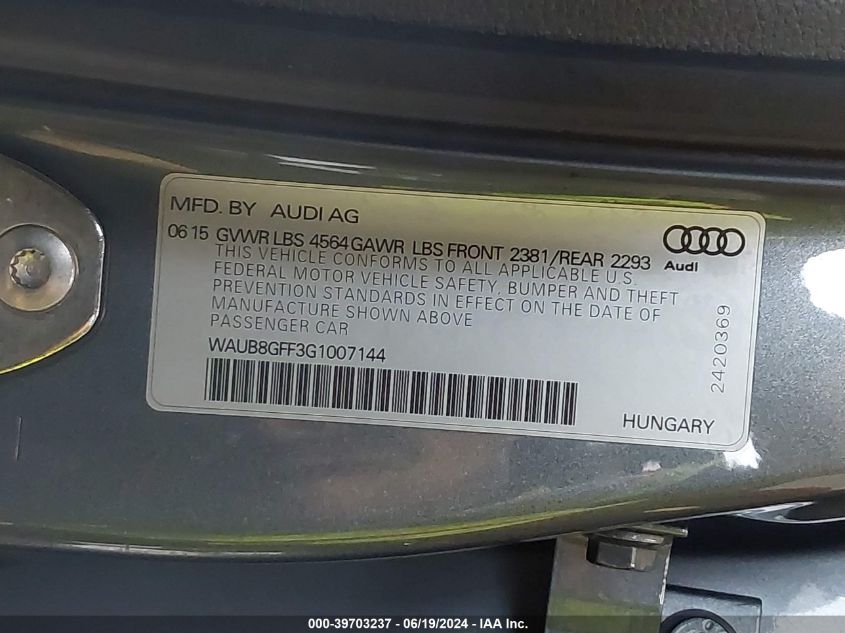 MFD. BY AUDI AG
06 15 GVWR LBS 4564 GAWR LBS FRONT 2381/REAR 2293
THIS VEHICLE CONFORMS TO ALL APPLICABLE U.S.
FEDERAL MOTOR VEHICLE SAFETY, BUMPER AND THEFT
PREVENTION STANDARDS IN EFFECT ON THE DATE OF
MANUFACTURE SHOWN ABOVE
PASSENGER CAR
WAUB8GFF3G1007144
Audi
2420369
HUNGARY
000-39703237 - 06/19/2024 - IAA Inc.